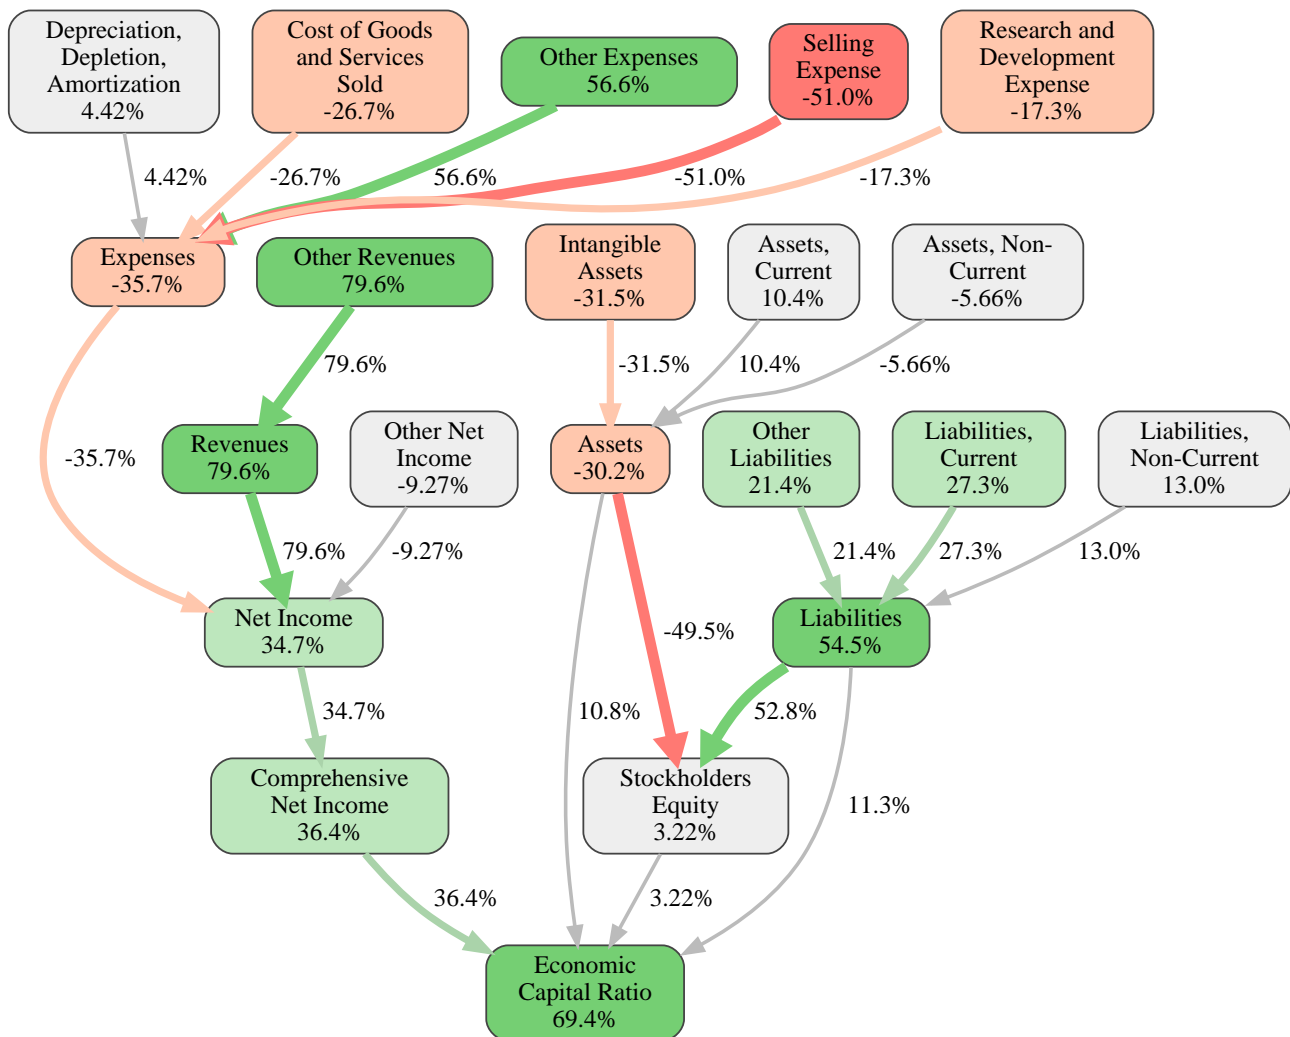 Depreciation,
Depletion,
Amortization
4.42%
Cost of Goods
and Services
Sold
-26.7%
Other Expenses
56.6%
Selling
Expense
-51.0%
Research and
Development
Expense
-17.3%
4.42%
-26.7%
56.6%
-51.0%
-17.3%
Expenses
-35.7%
Other Revenues
79.6%
Intangible
Assets
-31.5%
Assets,
Current
10.4%
Assets, Non-
Current
-5.66%
79.6%
-31.5%
10.4%
-5.66%
-35.7%
Revenues
79.6%
Other Net
Income
-9.27%
Assets
-30.2%
Other
Liabilities
21.4%
Liabilities,
Current
27.3%
Liabilities,
Non-Current
13.0%
79.6%
-9.27%
21.4%
27.3%
13.0%
Net Income
34.7%
-49.5%
Liabilities
54.5%
34.7%
10.8%
52.8%
Comprehensive
Net Income
36.4%
Stockholders
Equity
3.22%
11.3%
36.4%
3.22%
Economic
Capital Ratio
69.4%